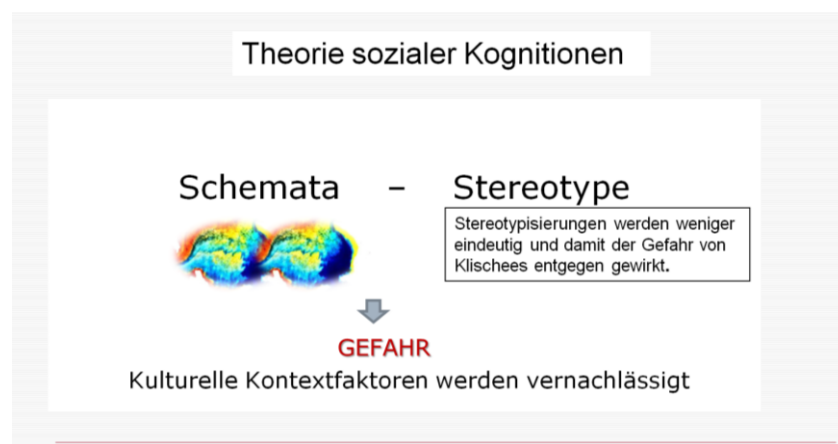 Theorie sozialer Kognitionen
Schemata – Stereotype
Stereotypisierungen werden weniger
eindeutig und damit der Gefahr von
Klischees entgegen gewirkt.
GEFAHR
Kulturelle Kontextfaktoren werden vernachlässigt